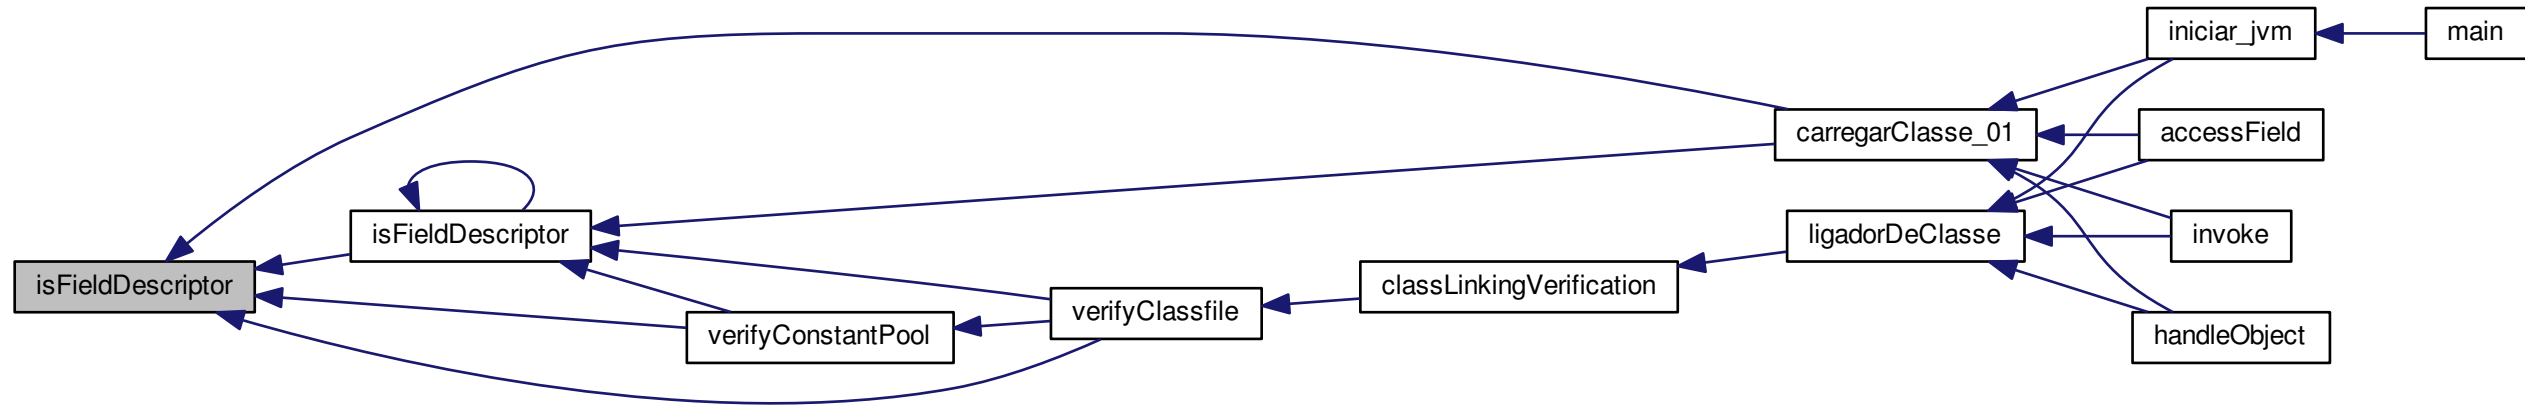 iniciar_jvm
main
carregarClasse_01
accessField
isFieldDescriptor
ligadorDeClasse
invoke
isFieldDescriptor
classLinkingVerification
verifyClassfile
verifyConstantPool
handleObject